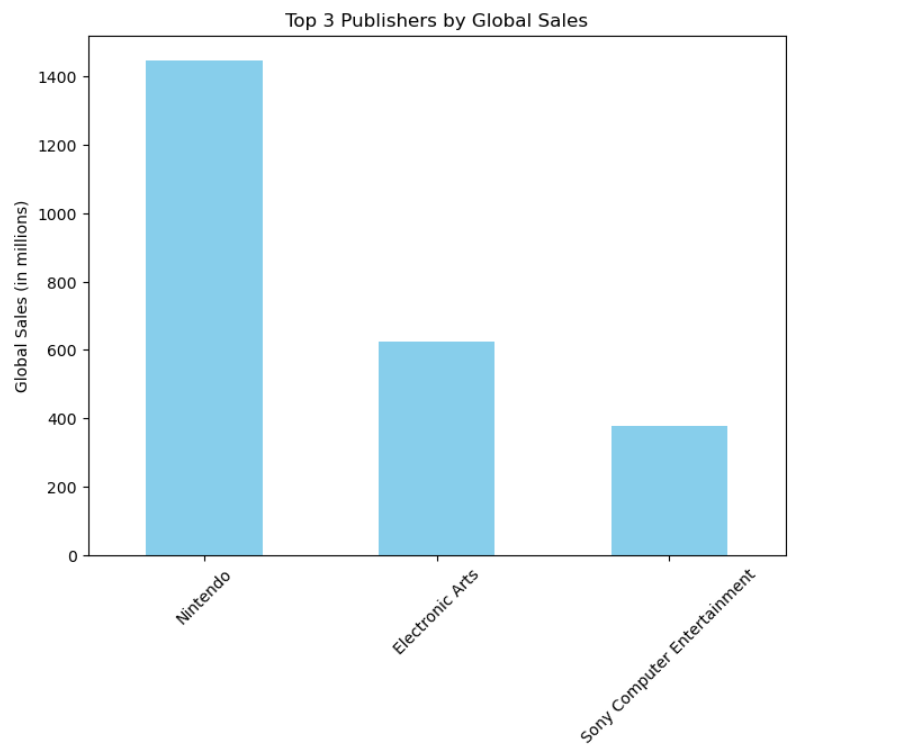 Top 3 Publishers by Global Sales
Global Sales (in millions)
1400
1200
1000
800
600
400
200
0
Nintendo
Electronic Arts
Sony Computer Entertainment